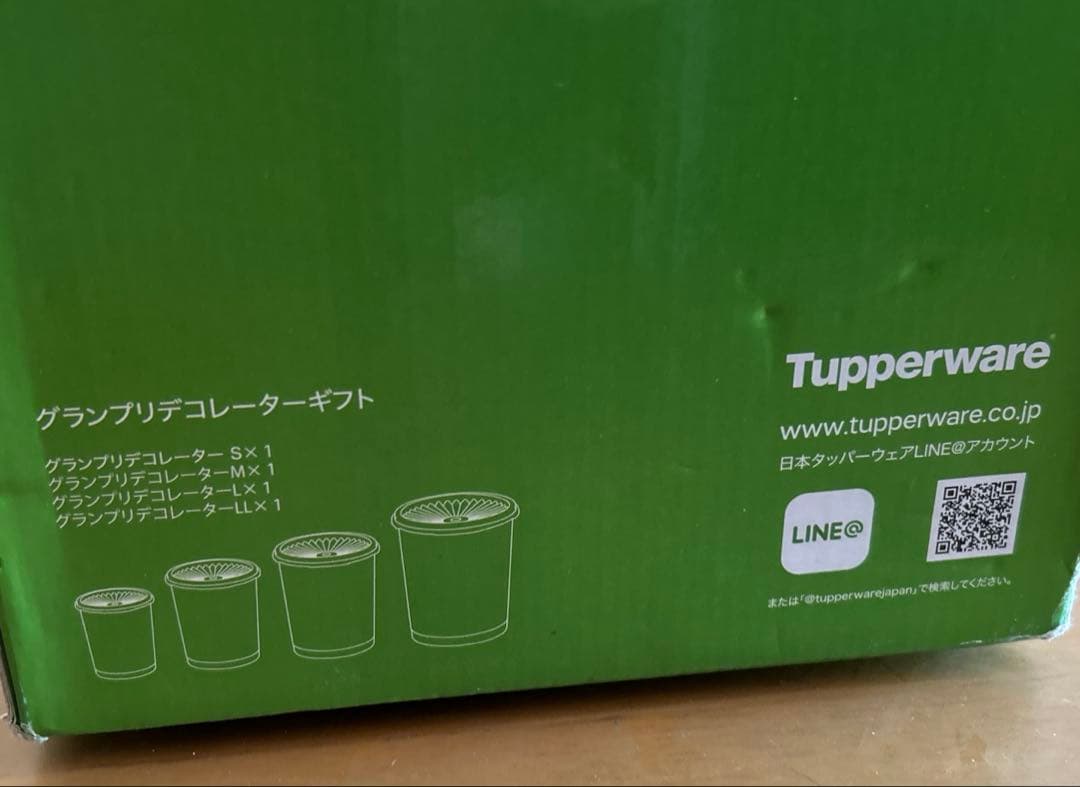 グランプリデコレーターギフト
グランプリデコレーター S×1
グランプリデコレーターM×1
グランプリデコレーターL×1
グランプリデコレーターLL×1
Tupperware
www.tupperware.co.jp
日本タッパーウェアLINE@アカウント
LINE@
または「@tupperwarejapan」で検索してください。